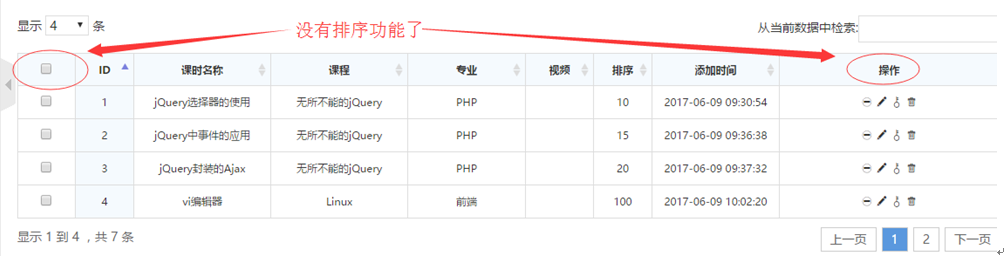 没有排序功能了
显示 4 条 从当前数据中检索:
ID 课时名称 课程 专业 视频 排序 添加时间 操作
1 jQuery选择器的使用 无所不能的jQuery PHP 10 2017-06-09 09:30:54
2 jQuery中事件的应用 无所不能的jQuery PHP 15 2017-06-09 09:36:38
3 jQuery封装的Ajax 无所不能的jQuery PHP 20 2017-06-09 09:37:32
4 vi编辑器 Linux 前端 100 2017-06-09 10:02:20
显示 1 到 4 ，共 7 条 上一页 1 2 下一页